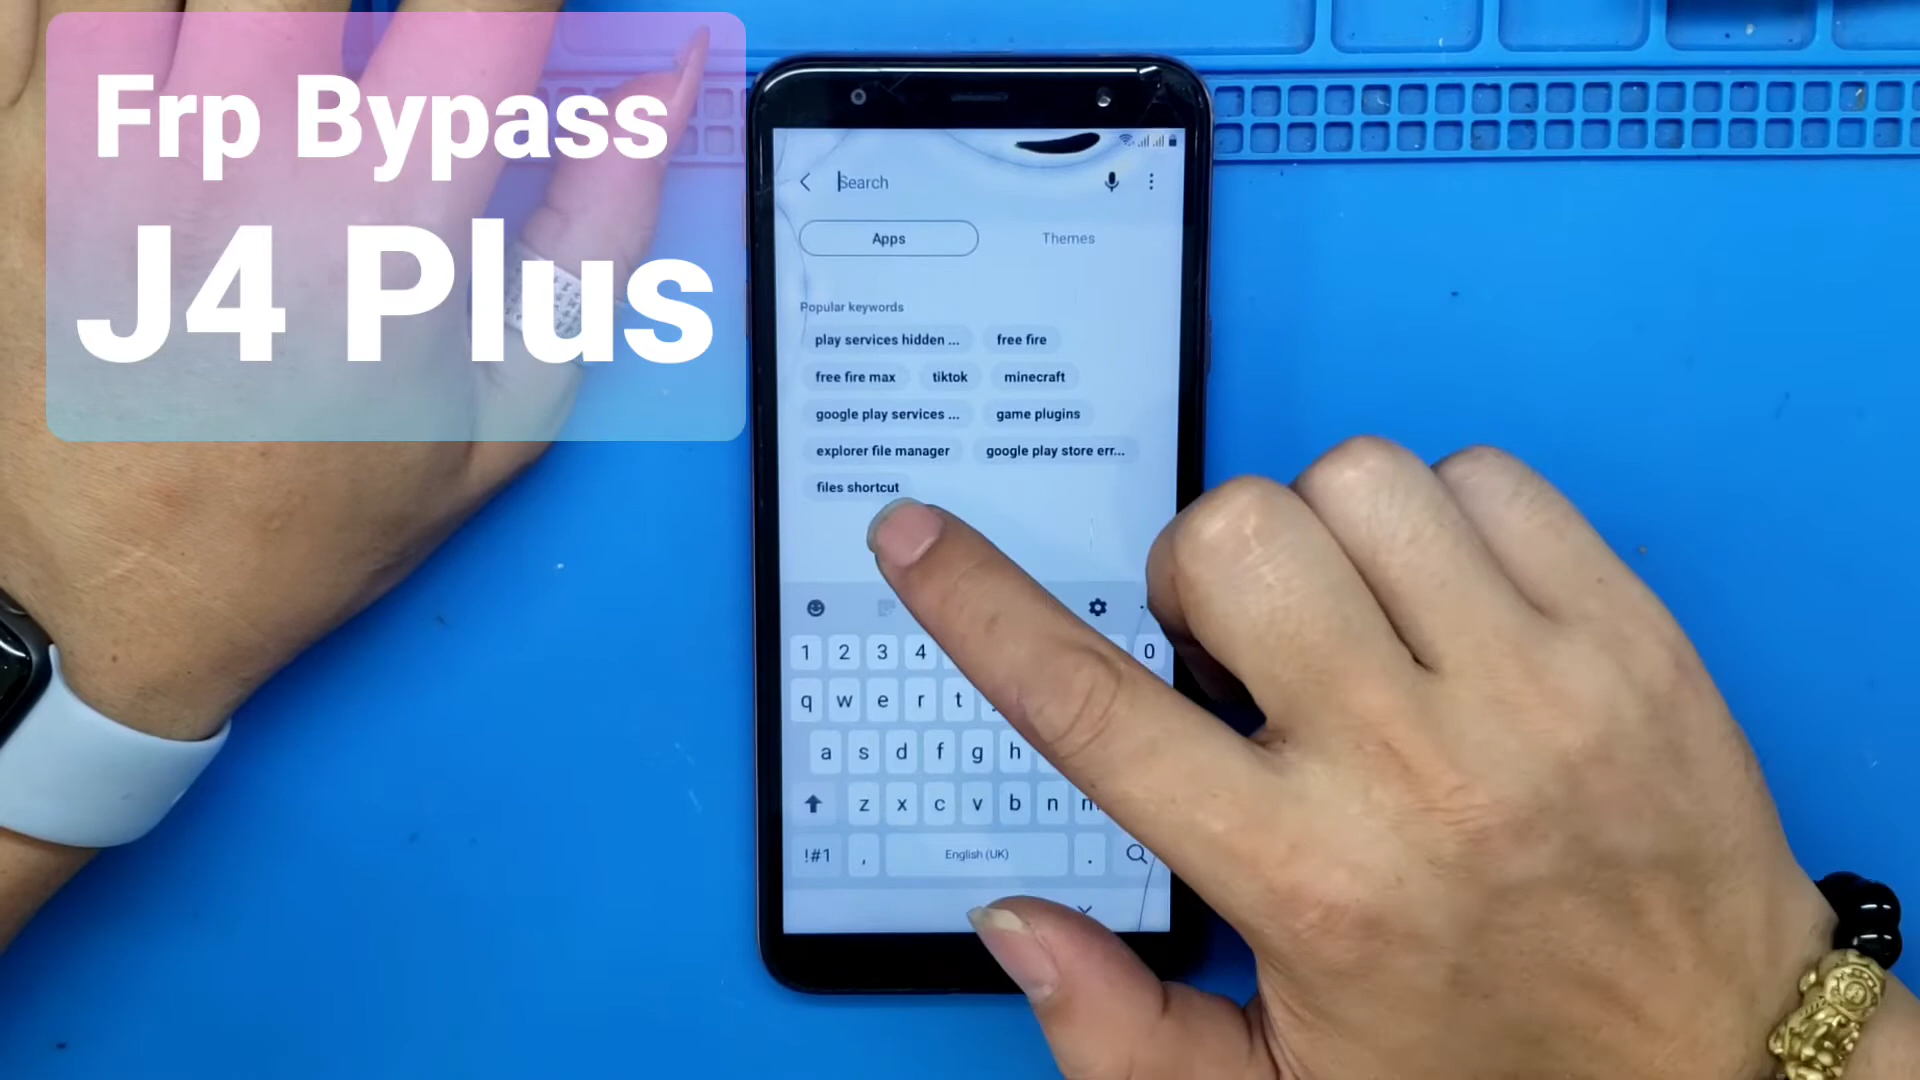 Frp Bypass
J4 Plus
Search
Apps Themes
Popular keywords
play services hidden ... free fire
free fire max tiktok minecraft
google play services ... game plugins
explorer file manager google play store err...
files shortcut
1 2 3 4 0
q w e r t
a s d f g h
z x c v b n m
!#1 , English (UK) .